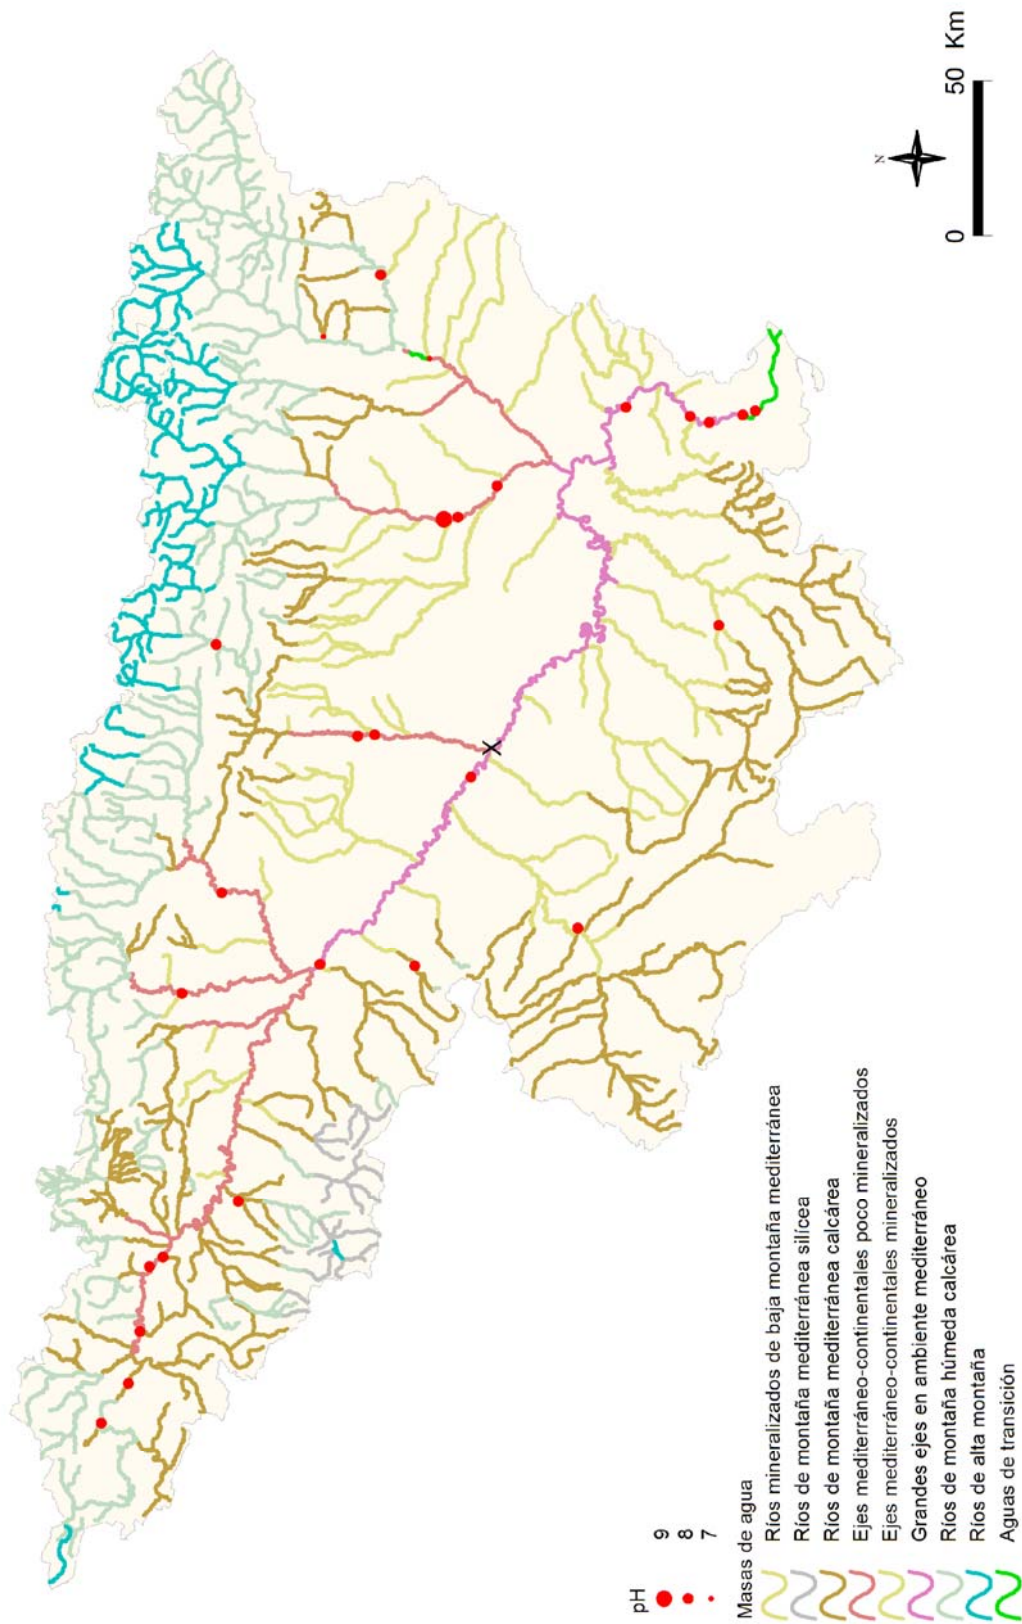 N
0 50 Km
pH
9
8
7
Masas de agua
Ríos mineralizados de baja montaña mediterránea
Ríos de montaña mediterránea silícea
Ríos de montaña mediterránea calcárea
Ejes mediterráneo-continentales poco mineralizados
Ejes mediterráneo-continentales mineralizados
Grandes ejes en ambiente mediterráneo
Ríos de montaña húmeda calcárea
Ríos de alta montaña
Aguas de transición
X